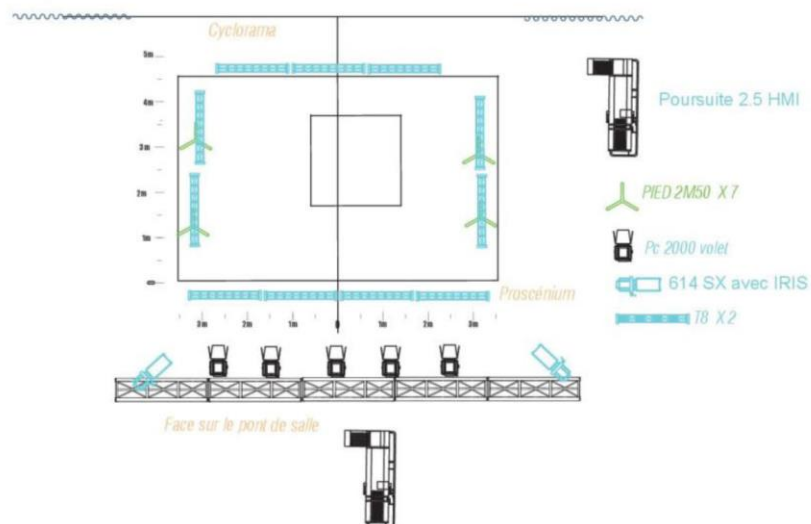 Cyclorama
5m
4m
3m
2m
1m
Poursuite 2.5 HMI
PIED 2M50 X 7
Pc 2000 volet
614 SX avec IRIS
T8 X 2
Proscénium
3m 2m 1m 0 1m 2m 3m
Face sur le pont de salle